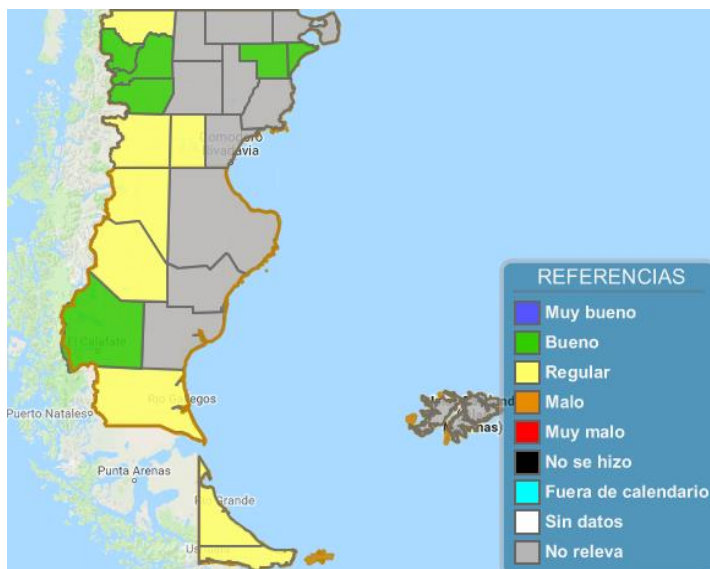 Comodoro
Rivadavia
REFERENCIAS
Muy bueno
Bueno
Regular
El Calafate
Malo
Río Gallegos
Puerto Natales
Muy malo
No se hizo
Punta Arenas
Fuera de calendario
Río Grande
Sin datos
No releva